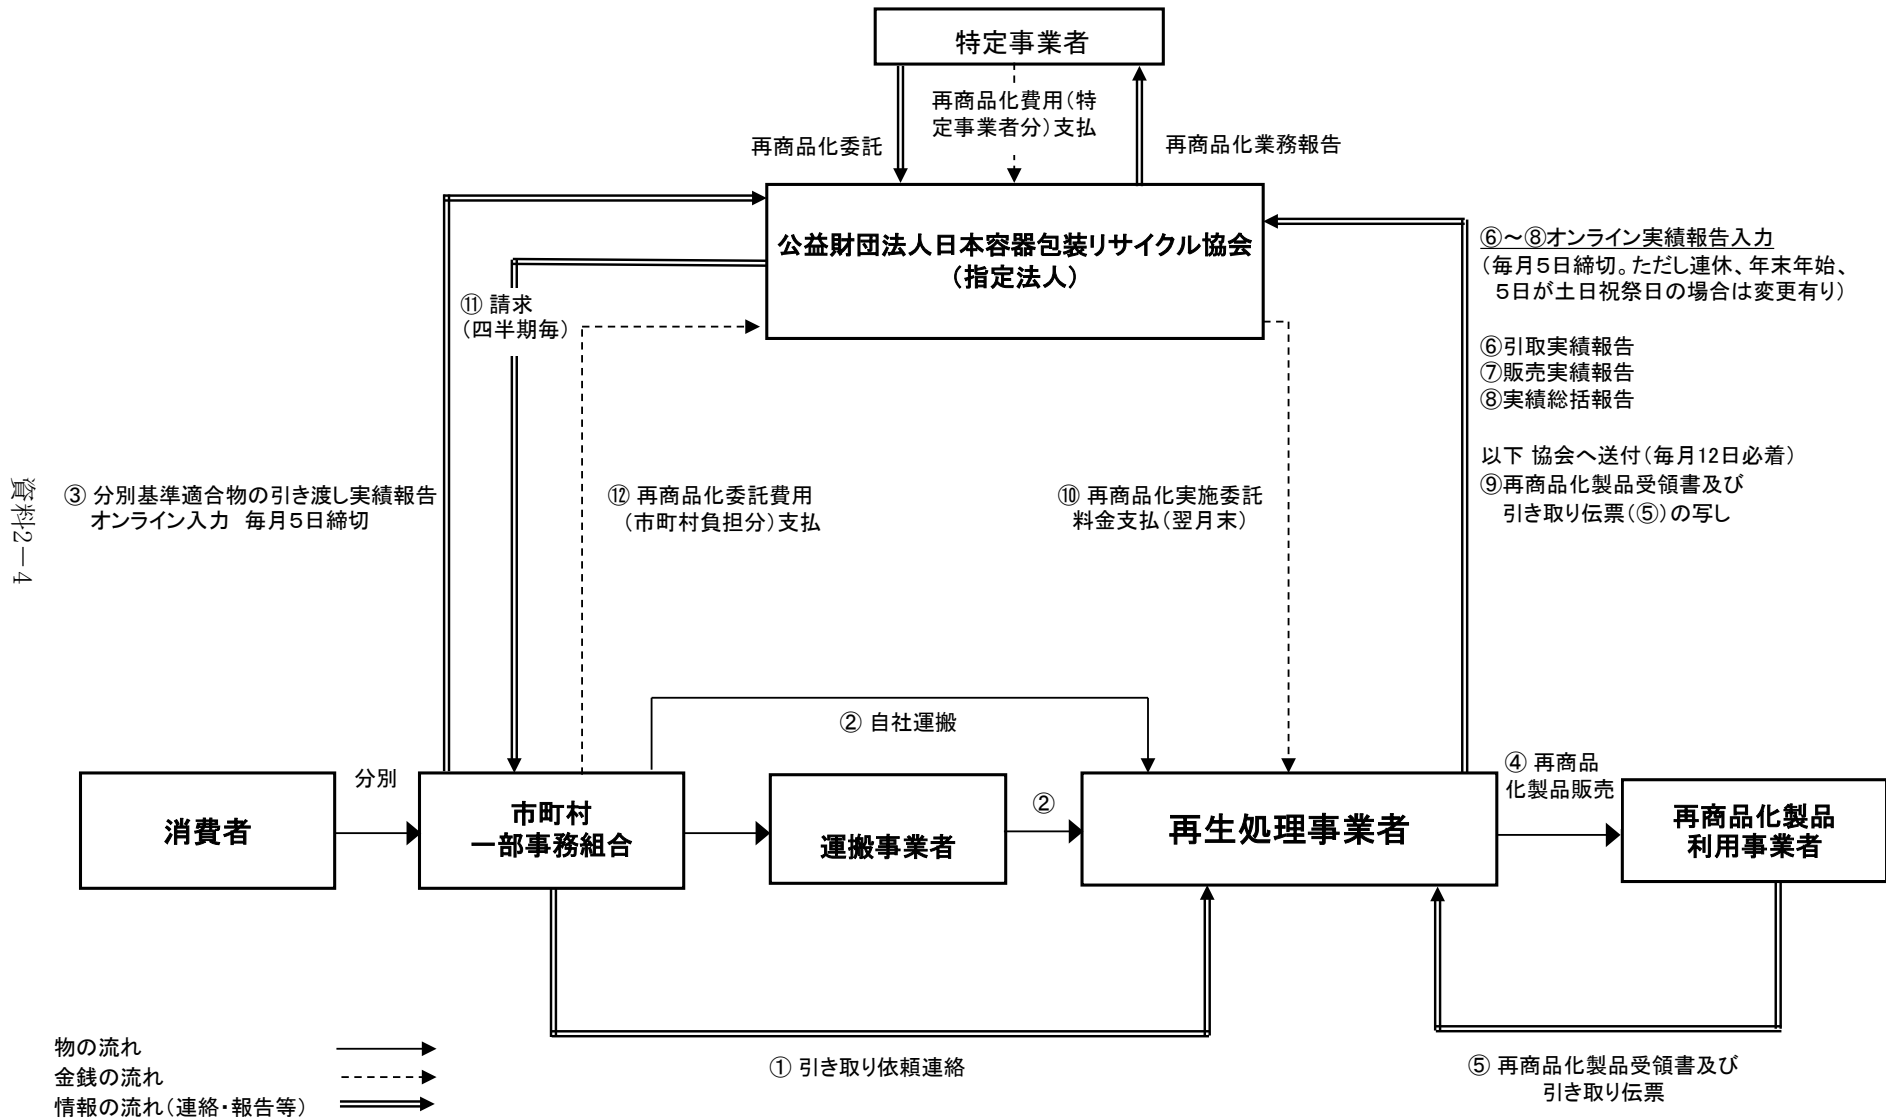 特定事業者
再商品化費用(特
定事業者分)支払
再商品化委託
再商品化業務報告
公益財団法人日本容器包装リサイクル協会
(指定法人)
⑥~⑧オンライン実績報告入力
(毎月5日締切。ただし連休、年末年始、
5日が土日祝祭日の場合は変更有り)
⑪ 請求
(四半期毎)
⑥引取実績報告
⑦販売実績報告
⑧実績総括報告
以下 協会へ送付(毎月12日必着)
⑨再商品化製品受領書及び
引き取り伝票(⑤)の写し
資料2-4
③ 分別基準適合物の引き渡し実績報告
オンライン入力 毎月5日締切
⑫ 再商品化委託費用
(市町村負担分)支払
⑩ 再商品化実施委託
料金支払(翌月末)
② 自社運搬
分別
②
④ 再商品
化製品販売
消費者
市町村
一部事務組合
運搬事業者
再生処理事業者
再商品化製品
利用事業者
① 引き取り依頼連絡
⑤ 再商品化製品受領書及び
引き取り伝票
物の流れ
金銭の流れ
情報の流れ(連絡・報告等)